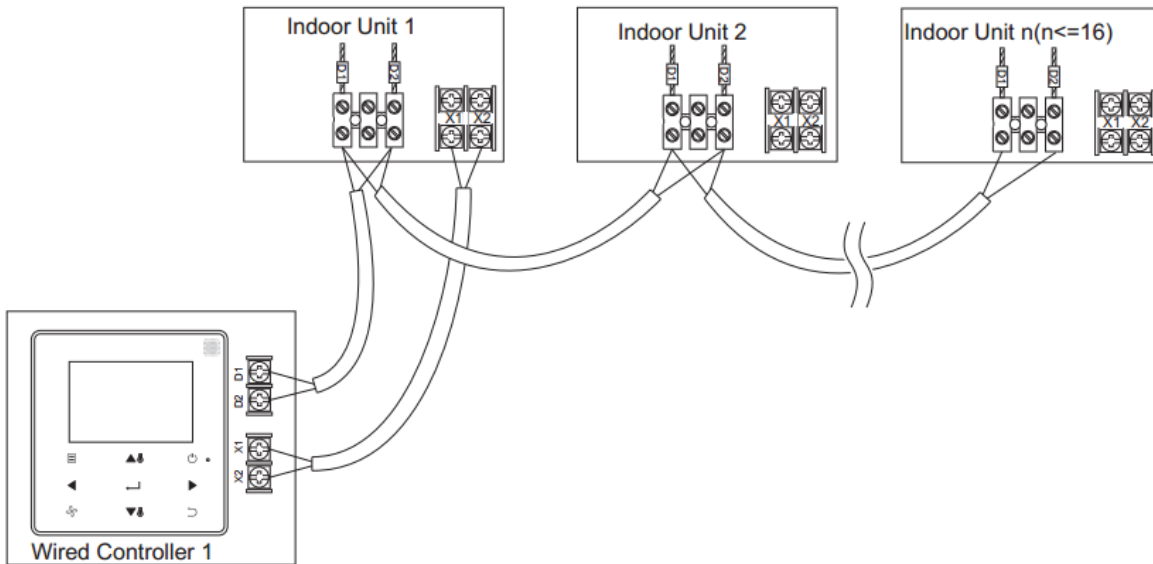 Indoor Unit 1
Indoor Unit 2
Indoor Unit n(n<=16)
D1
D2
X1
X2
D1
D2
X1
X2
D1
D2
X1
X2
D1
D2
X1
X2
Wired Controller 1